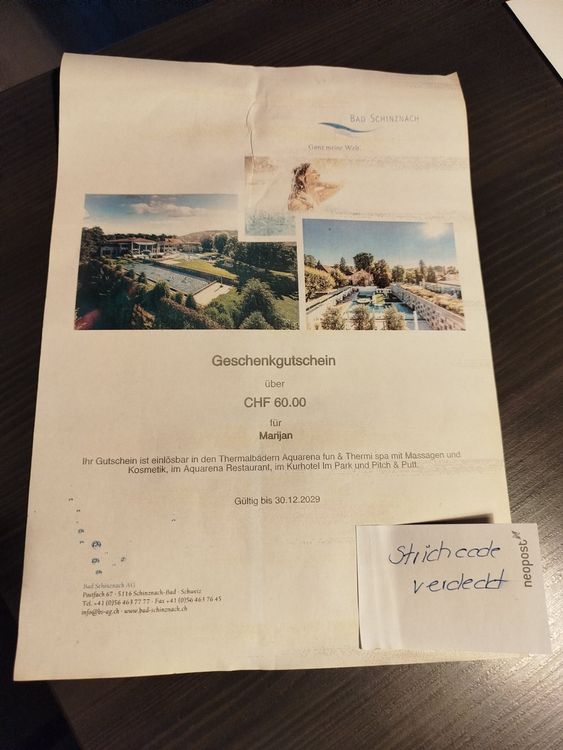 BAD SCHINZNACH
Ganz meine Welt.
Geschenkgutschein
über
CHF 60.00
für
Marijan
Ihr Gutschein ist einlösbar in den Thermalbädern Aquarena fun & Thermi spa mit Massagen und
Kosmetik, im Aquarena Restaurant, im Kurhotel Im Park und Pitch & Putt.
Gültig bis 30.12.2029
Bad Schinznach AG
Postfach 67 · 5116 Schinznach-Bad · Schweiz
Tel. +41 (0)56 463 77 77 · Fax +41 (0)56 463 76 45
info@bs-ag.ch · www.bad-schinznach.ch
Strichcode
verdeckt
neopost